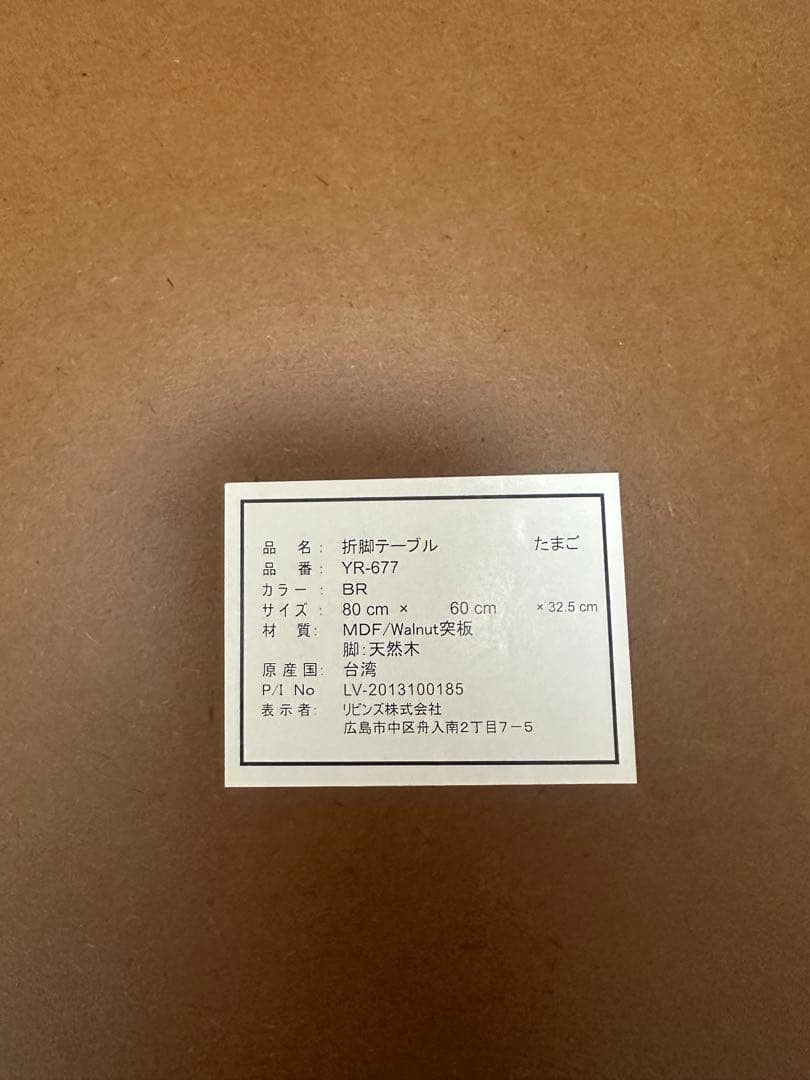 品 名： 折脚テーブル たまご
品 番： YR-677
カラー： BR
サイズ： 80 cm × 60 cm × 32.5 cm
材 質： MDF/Walnut突板
脚：天然木
原産国： 台湾
P/I No LV-2013100185
表示者： リビンズ株式会社
広島市中区舟入南2丁目7－5